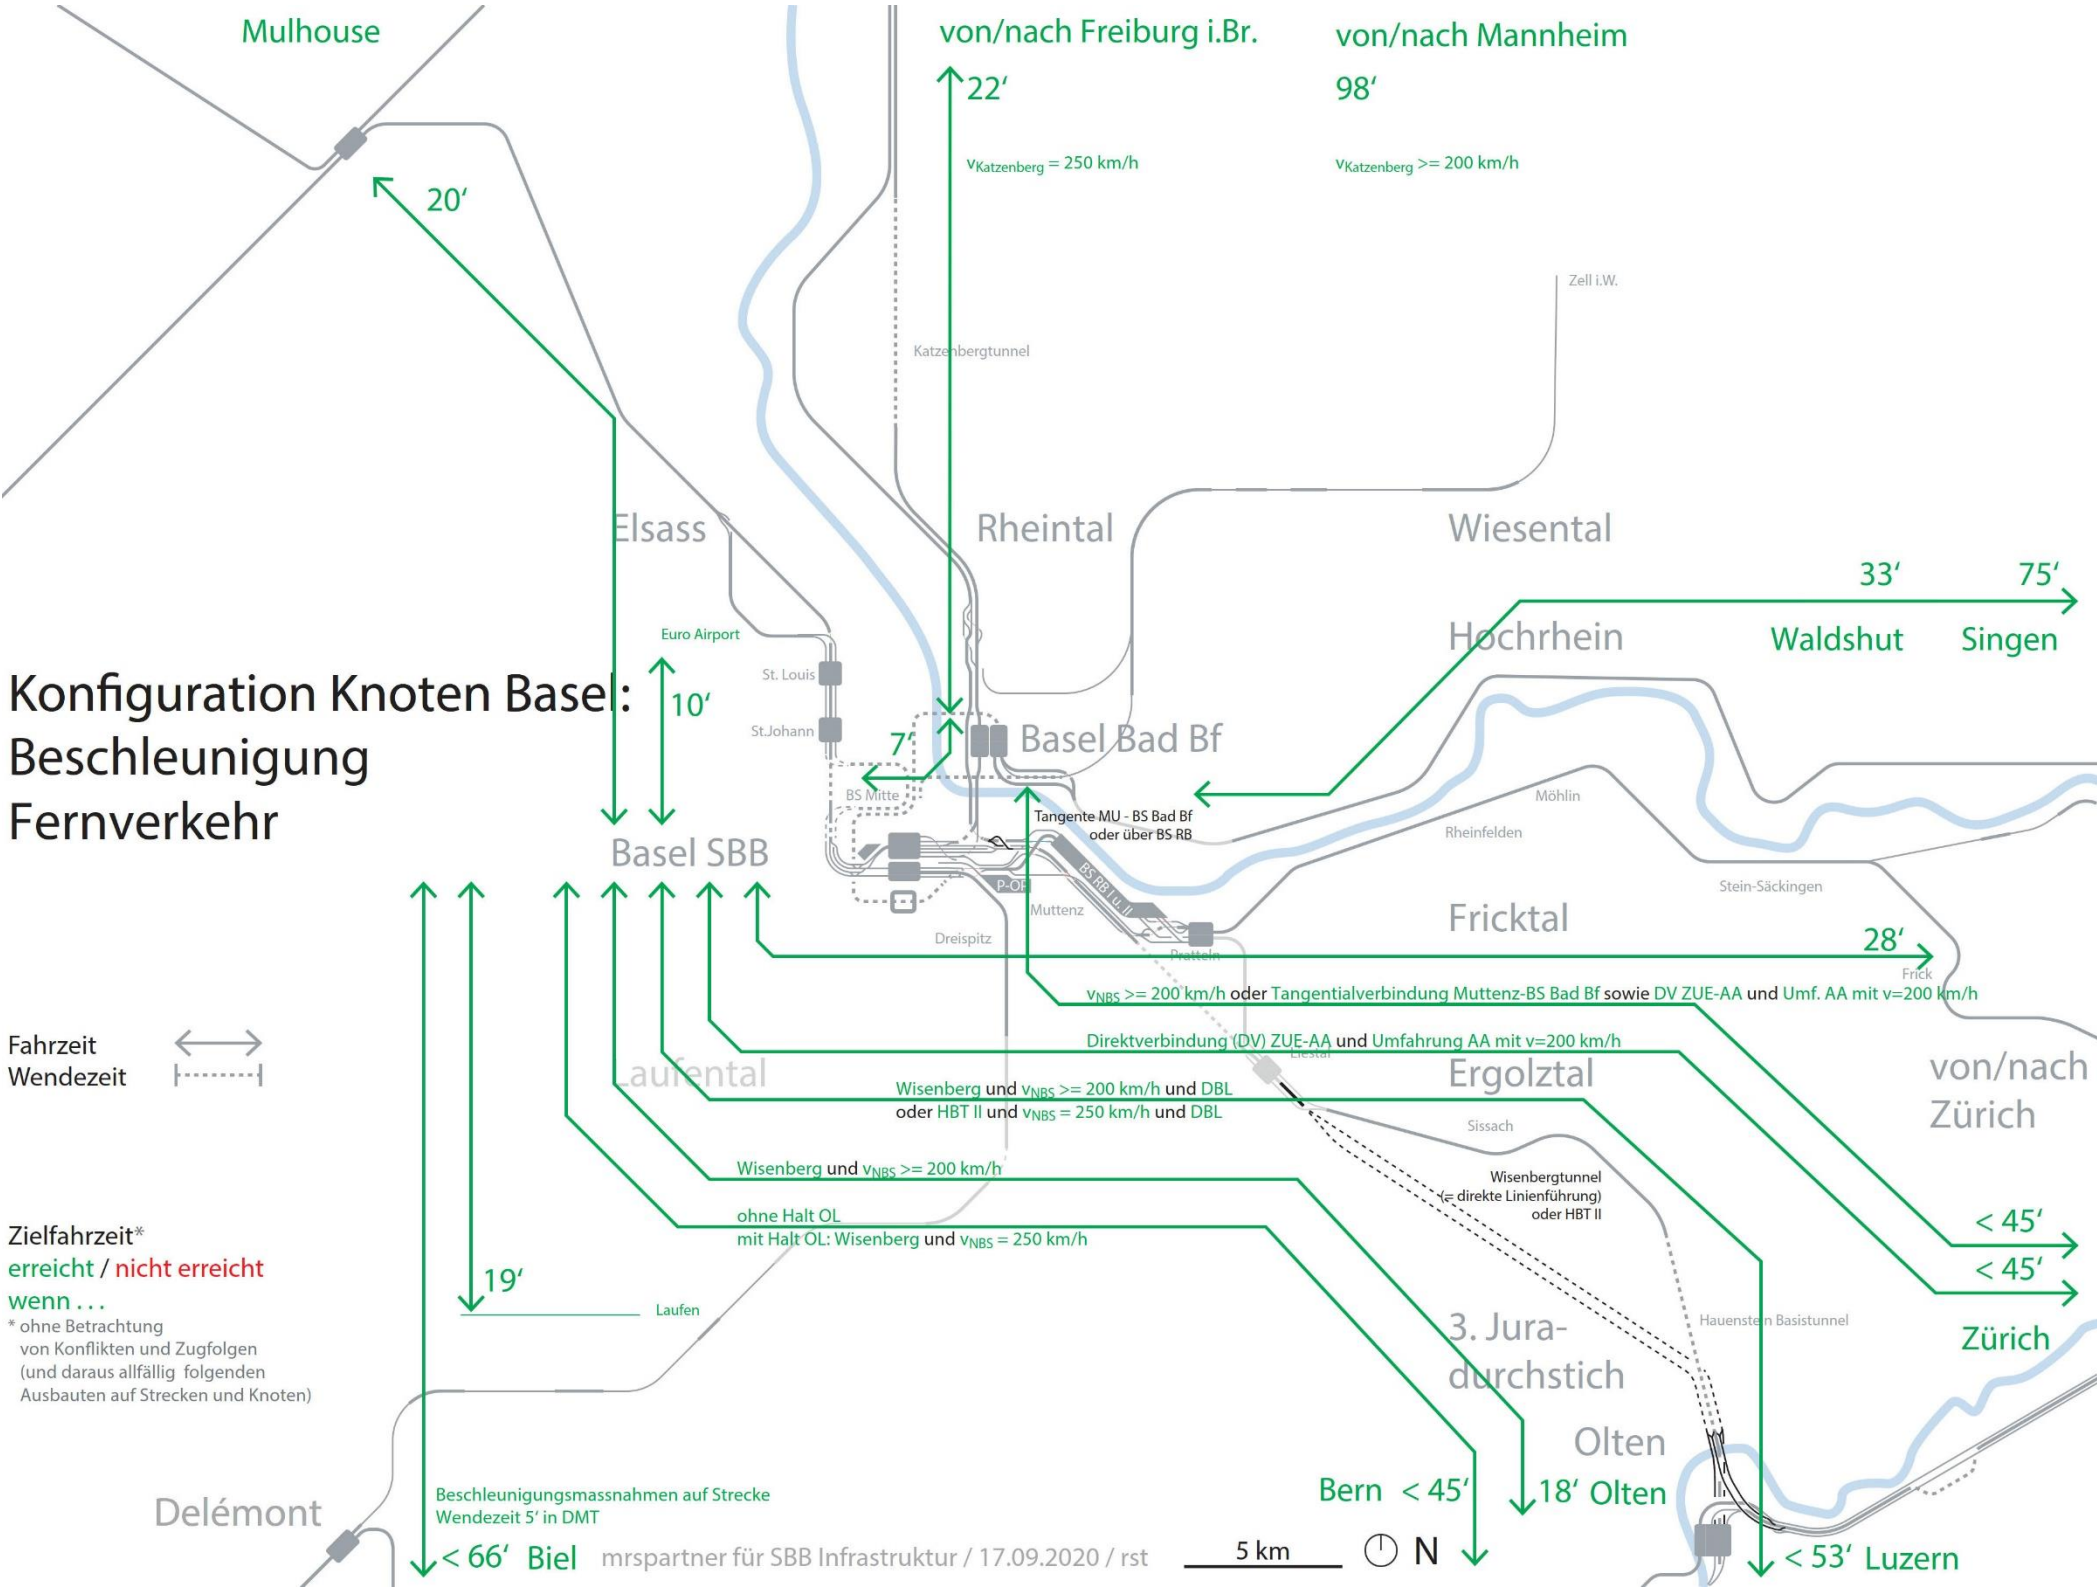 Mulhouse
von/nach Freiburg i.Br.
von/nach Mannheim
22‘
98‘
vKatzenberg = 250 km/h
vKatzenberg >= 200 km/h
20‘
Zell i.W.
Katzenbergtunnel
Elsass
Rheintal
Wiesental
33‘
75‘
Euro Airport
Hochrhein
Waldshut
Singen
St. Louis
Konfiguration Knoten Basel:
Beschleunigung
Fernverkehr
10‘
St.Johann
7‘
Basel Bad Bf
BS Mitte
Möhlin
Tangente MU - BS Bad Bf
oder über BS RB
Rheinfelden
Basel SBB
BS RB I u. II
P-OP
Stein-Säckingen
Muttenz
Fricktal
Dreispitz
28‘
Pratteln
Frick
vNBS >= 200 km/h oder Tangentialverbindung Muttenz-BS Bad Bf sowie DV ZUE-AA und Umf. AA mit v=200 km/h
Direktverbindung (DV) ZUE-AA und Umfahrung AA mit v=200 km/h
Liestal
Fahrzeit
Wendezeit
Laufental
Ergolztal
von/nach
Zürich
Wisenberg und vNBS >= 200 km/h und DBL
oder HBT II und vNBS = 250 km/h und DBL
Sissach
Wisenberg und vNBS >= 200 km/h
Wisenbergtunnel
(= direkte Linienführung)
oder HBT II
ohne Halt OL
mit Halt OL: Wisenberg und vNBS = 250 km/h
Zielfahrzeit*
erreicht / nicht erreicht
wenn . . .
* ohne Betrachtung
von Konflikten und Zugfolgen
(und daraus allfällig folgenden
Ausbauten auf Strecken und Knoten)
< 45‘
< 45‘
19‘
Laufen
Hauenstein Basistunnel
Zürich
3. Jura-
durchstich
Olten
Delémont
Beschleunigungsmassnahmen auf Strecke
Wendezeit 5‘ in DMT
Bern < 45‘
18‘ Olten
< 66‘ Biel
mrspartner für SBB Infrastruktur / 17.09.2020 / rst
5 km
N
< 53‘ Luzern